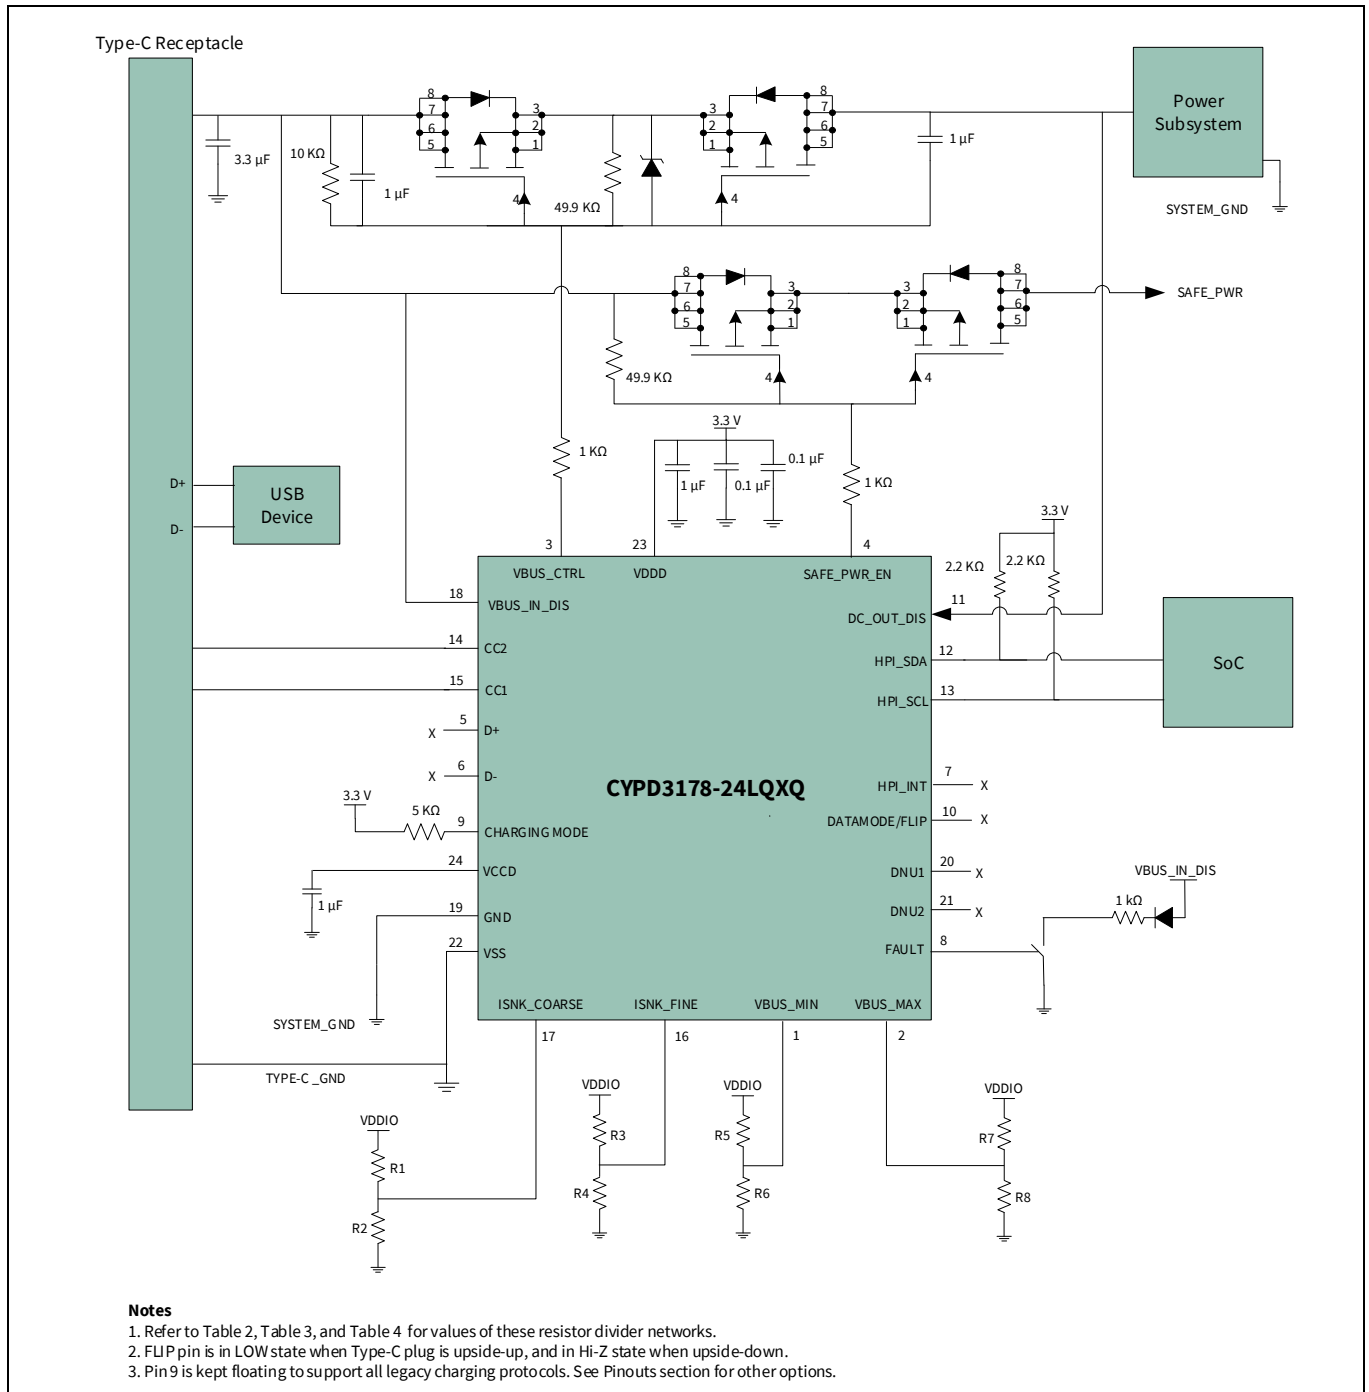 Type-C Receptacle
8
7
6
5
3
2
1
4
3
2
1
8
7
6
5
4
Power
Subsystem
3.3 µF
10 KΩ
1 µF
49.9 KΩ
1 µF
SYSTEM_GND
8
7
6
5
3
2
1
4
3
2
1
8
7
6
5
4
SAFE_PWR
49.9 KΩ
3.3 V
1 KΩ
1 µF
0.1 µF
0.1 µF
1 KΩ
D+
D-
USB
Device
3.3 V
2.2 KΩ
2.2 KΩ
3
VBUS_CTRL
23
VDDD
4
SAFE_PWR_EN
18
VBUS_IN_DIS
11
DC_OUT_DIS
14
CC2
12
HPI_SDA
SoC
15
CC1
13
HPI_SCL
X
5
D+
X
6
D-
CYPD3178-24LQXQ
HPI_INT
7
X
3.3 V
5 KΩ
9
CHARGING MODE
DATAMODE/FLIP
10
X
24
VCCD
1 µF
DNU1
20
X
19
GND
DNU2
21
X
VBUS_IN_DIS
1 kΩ
22
VSS
FAULT
8
SYSTEM_GND
ISNK_COARSE
ISNK_FINE
VBUS_MIN
VBUS_MAX
17
16
1
2
TYPE-C_GND
VDDIO
R1
R2
VDDIO
R3
R4
VDDIO
R5
R6
VDDIO
R7
R8
Notes
1. Refer to Table 2, Table 3, and Table 4 for values of these resistor divider networks.
2. FLIP pin is in LOW state when Type-C plug is upside-up, and in Hi-Z state when upside-down.
3. Pin 9 is kept floating to support all legacy charging protocols. See Pinouts section for other options.